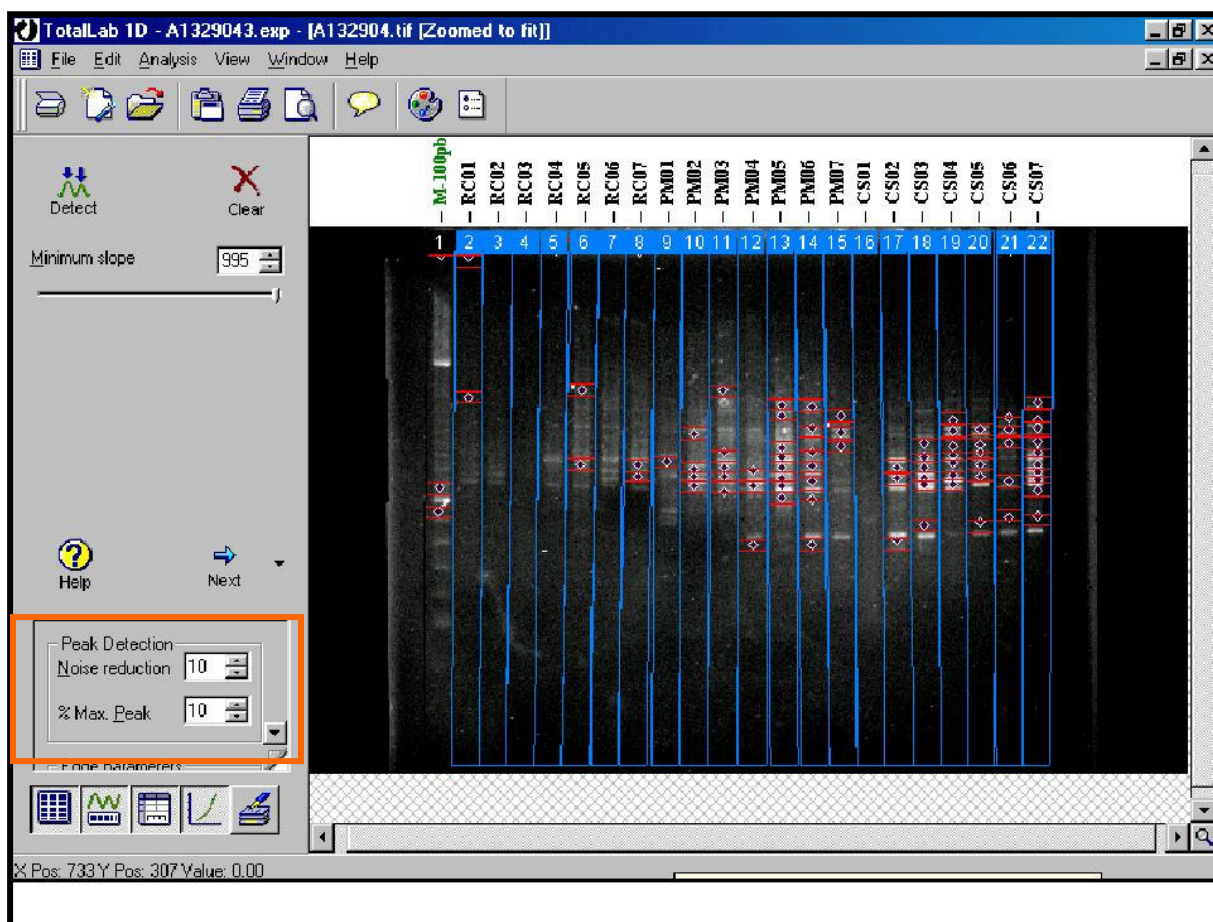 TotalLab 1D - A1329043.exp - [A132904.tif [Zoomed to fit]]
File Edit Analysis View Window Help
Detect Clear
Minimum slope 995
Help Next
Peak Detection
Noise reduction 10
% Max. Peak 10
Edge parameters
M-100pb
RC01
RC02
RC03
RC04
RC05
RC06
RC07
PM01
PM02
PM03
PM04
PM05
PM06
PM07
CS01
CS02
CS03
CS04
CS05
CS06
CS07
1 2 3 4 5 6 7 8 9 10 11 12 13 14 15 16 17 18 19 20 21 22
X Pos: 733 Y Pos: 307 Value: 0.00